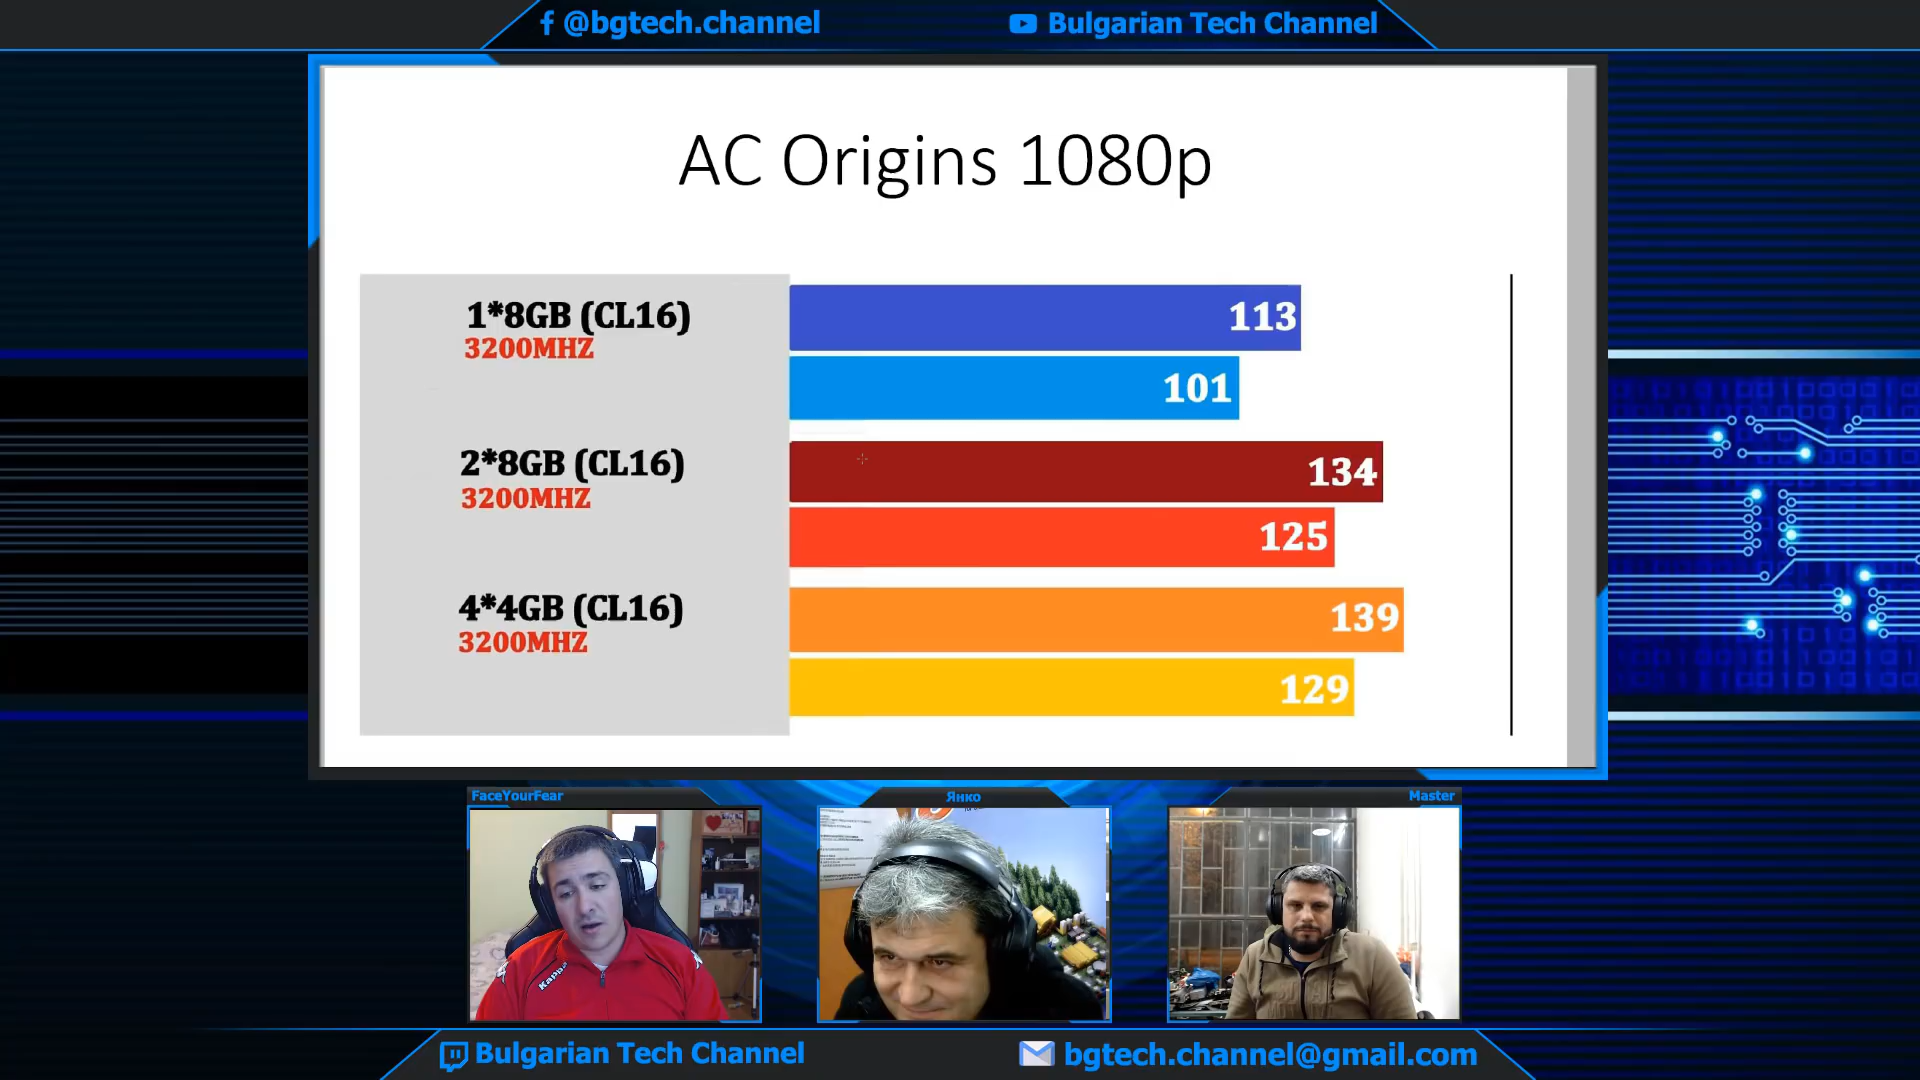 @bgtech.channel
Bulgarian Tech Channel
AC Origins 1080p
1*8GB (CL16)
3200MHZ
113
101
2*8GB (CL16)
3200MHZ
134
125
4*4GB (CL16)
3200MHZ
139
129
FaceYourFear
Янко
Master
Kappa
Bulgarian Tech Channel
bgtech.channel@gmail.com